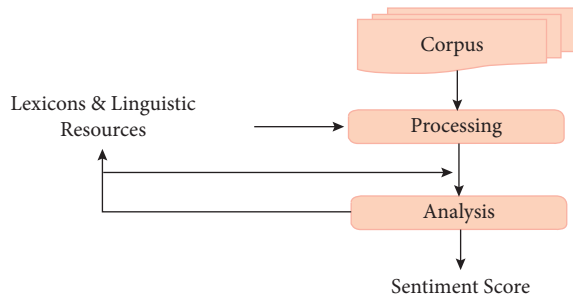 Corpus
Lexicons & Linguistic
Resources
Processing
Analysis
Sentiment Score